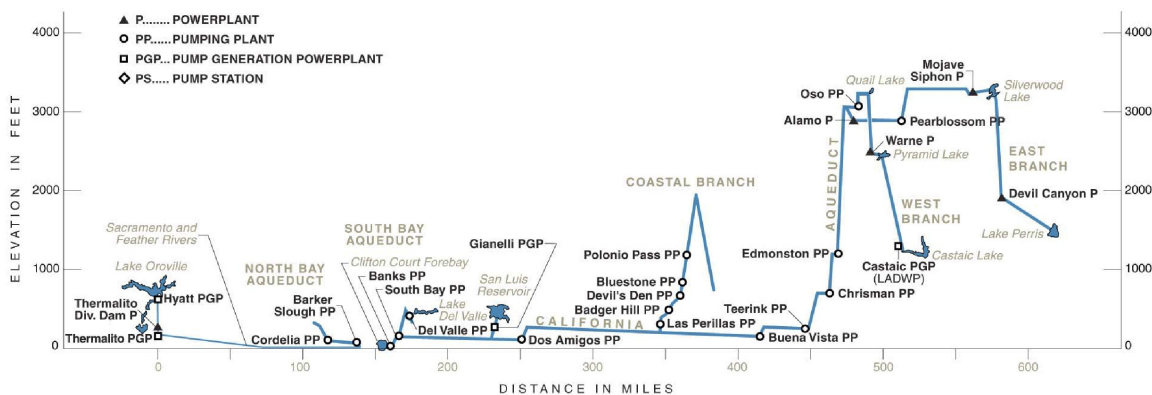 P........ POWERPLANT
PP...... PUMPING PLANT
PGP... PUMP GENERATION POWERPLANT
PS..... PUMP STATION
ELEVATION IN FEET
4000
3000
2000
1000
0
4000
3000
2000
1000
0
Sacramento and
Feather Rivers
Lake Oroville
Hyatt PGP
Thermalito
Div. Dam P
Thermalito PGP
NORTH BAY
AQUEDUCT
Barker
Slough PP
Cordelia PP
SOUTH BAY
AQUEDUCT
Clifton Court Forebay
Banks PP
South Bay PP
Lake
Del Valle
Del Valle PP
Gianelli PGP
San Luis
Reservoir
Dos Amigos PP
CALIFORNIA
AQUEDUCT
COASTAL BRANCH
Polonio Pass PP
Bluestone PP
Devil's Den PP
Badger Hill PP
Las Perillas PP
Buena Vista PP
Teerink PP
Chrisman PP
Edmonston PP
Alamo P
Oso PP
Quail Lake
Warne P
Pyramid Lake
WEST
BRANCH
Castaic PGP
(LADWP)
Castaic Lake
Pearblossom PP
Mojave
Siphon P
Silverwood
Lake
EAST
BRANCH
Devil Canyon P
Lake Perris
0
100
200
300
400
500
600
DISTANCE IN MILES